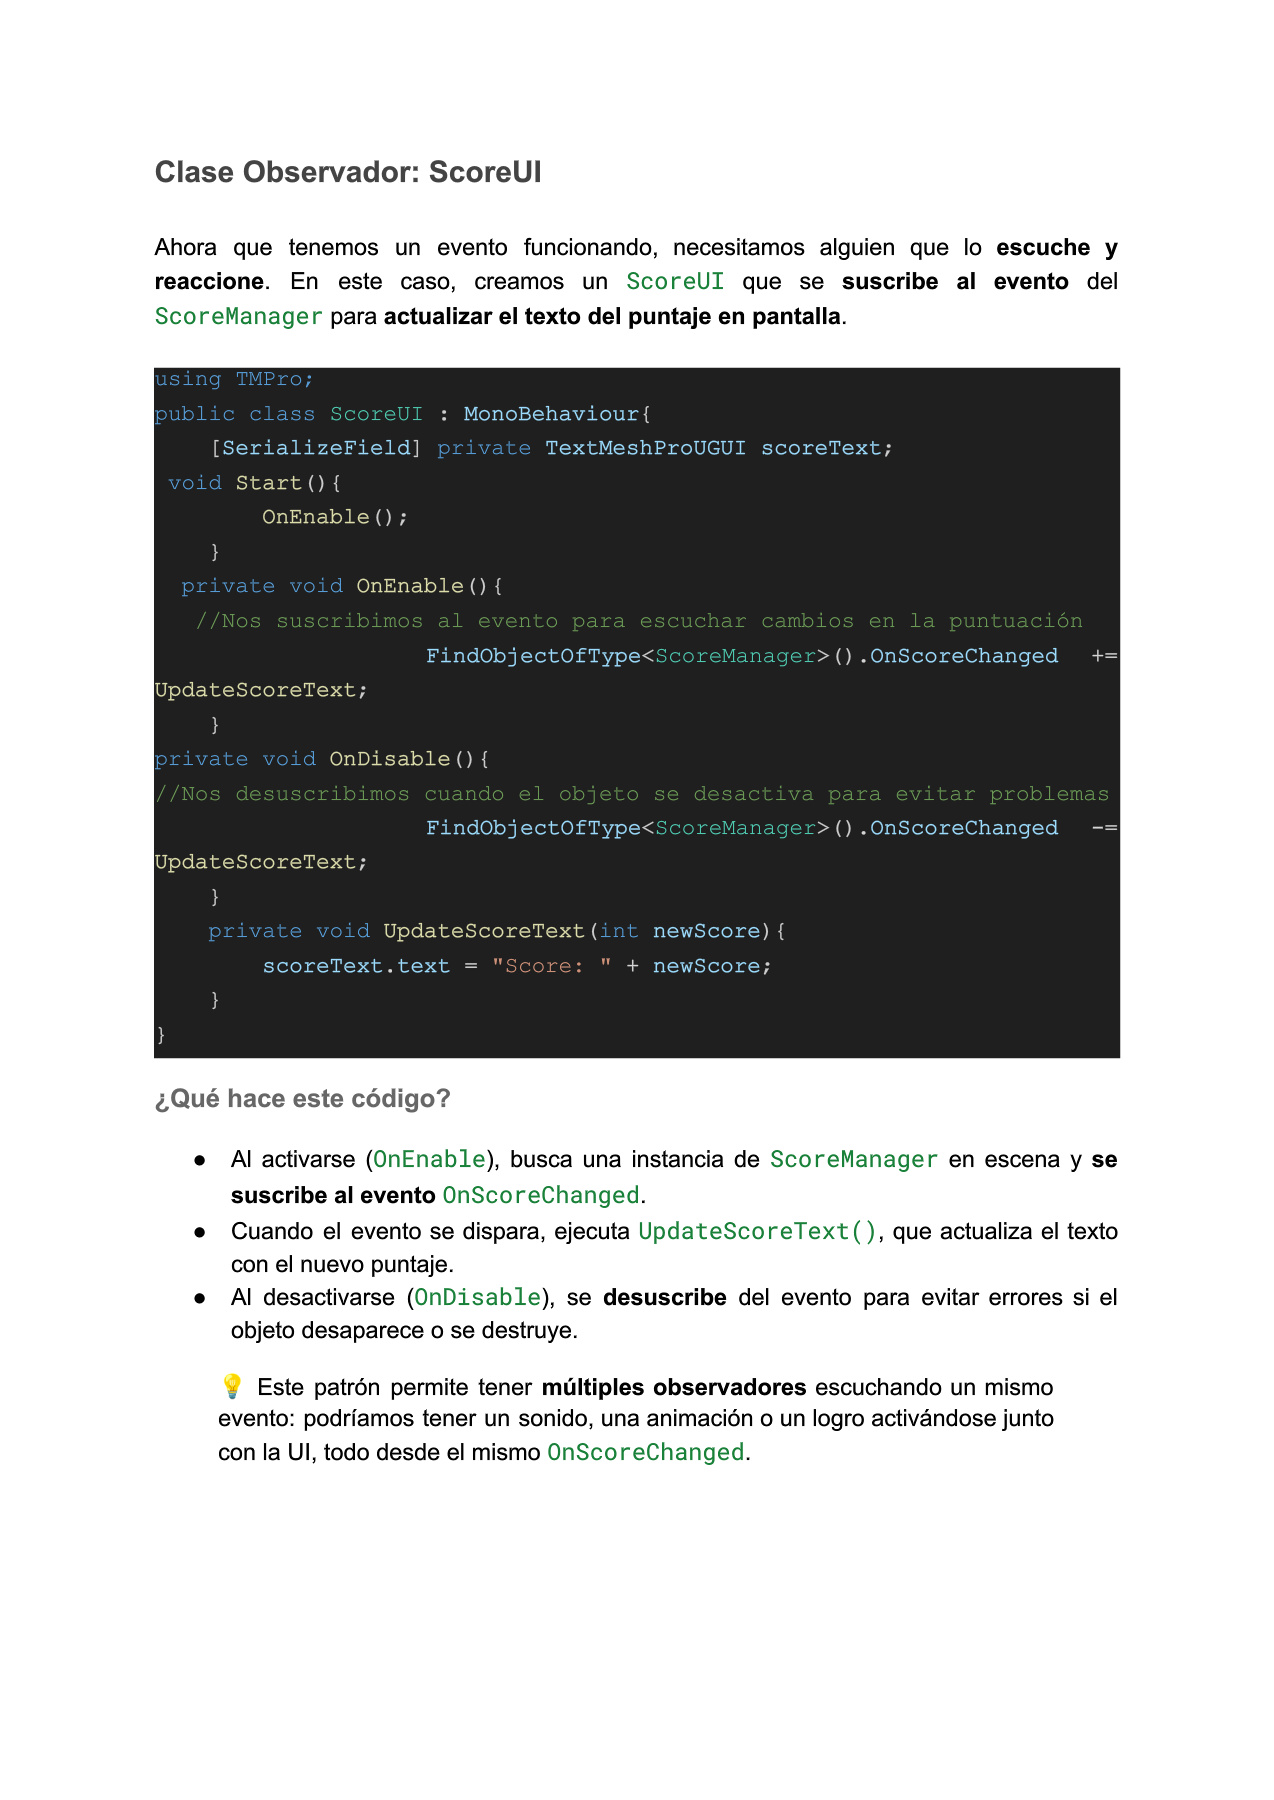 Clase Observador: ScoreUI
Ahora que tenemos un evento funcionando, necesitamos alguien que lo escuche y
reaccione. En este caso, creamos un ScoreUI que se suscribe al evento del
ScoreManager para actualizar el texto del puntaje en pantalla.
using TMPro;
public class ScoreUI : MonoBehaviour{
[SerializeField] private TextMeshProUGUI scoreText;
void Start(){
OnEnable();
}
private void OnEnable(){
//Nos suscribimos al evento para escuchar cambios en la puntuación
FindObjectOfType<ScoreManager>().OnScoreChanged +=
UpdateScoreText;
}
private void OnDisable(){
//Nos desuscribimos cuando el objeto se desactiva para evitar problemas
FindObjectOfType<ScoreManager>().OnScoreChanged -=
UpdateScoreText;
}
private void UpdateScoreText(int newScore){
scoreText.text = "Score: " + newScore;
}
}
¿Qué hace este código?
● Al activarse (OnEnable), busca una instancia de ScoreManager en escena y se
suscribe al evento OnScoreChanged.
● Cuando el evento se dispara, ejecuta UpdateScoreText(), que actualiza el texto
con el nuevo puntaje.
● Al desactivarse (OnDisable), se desuscribe del evento para evitar errores si el
objeto desaparece o se destruye.
💡 Este patrón permite tener múltiples observadores escuchando un mismo
evento: podríamos tener un sonido, una animación o un logro activándose junto
con la UI, todo desde el mismo OnScoreChanged.